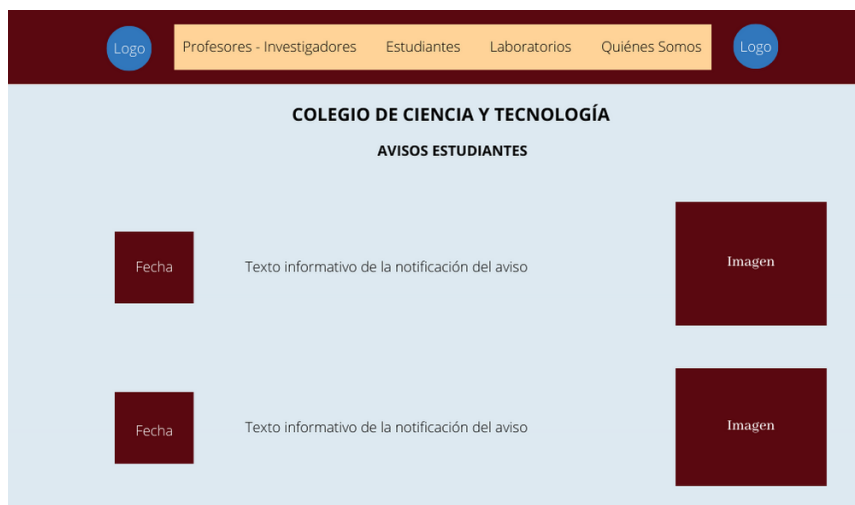 Logo Profesores - Investigadores Estudiantes Laboratorios Quiénes Somos Logo
COLEGIO DE CIENCIA Y TECNOLOGÍA
AVISOS ESTUDIANTES
Fecha Texto informativo de la notificación del aviso Imagen
Fecha Texto informativo de la notificación del aviso Imagen